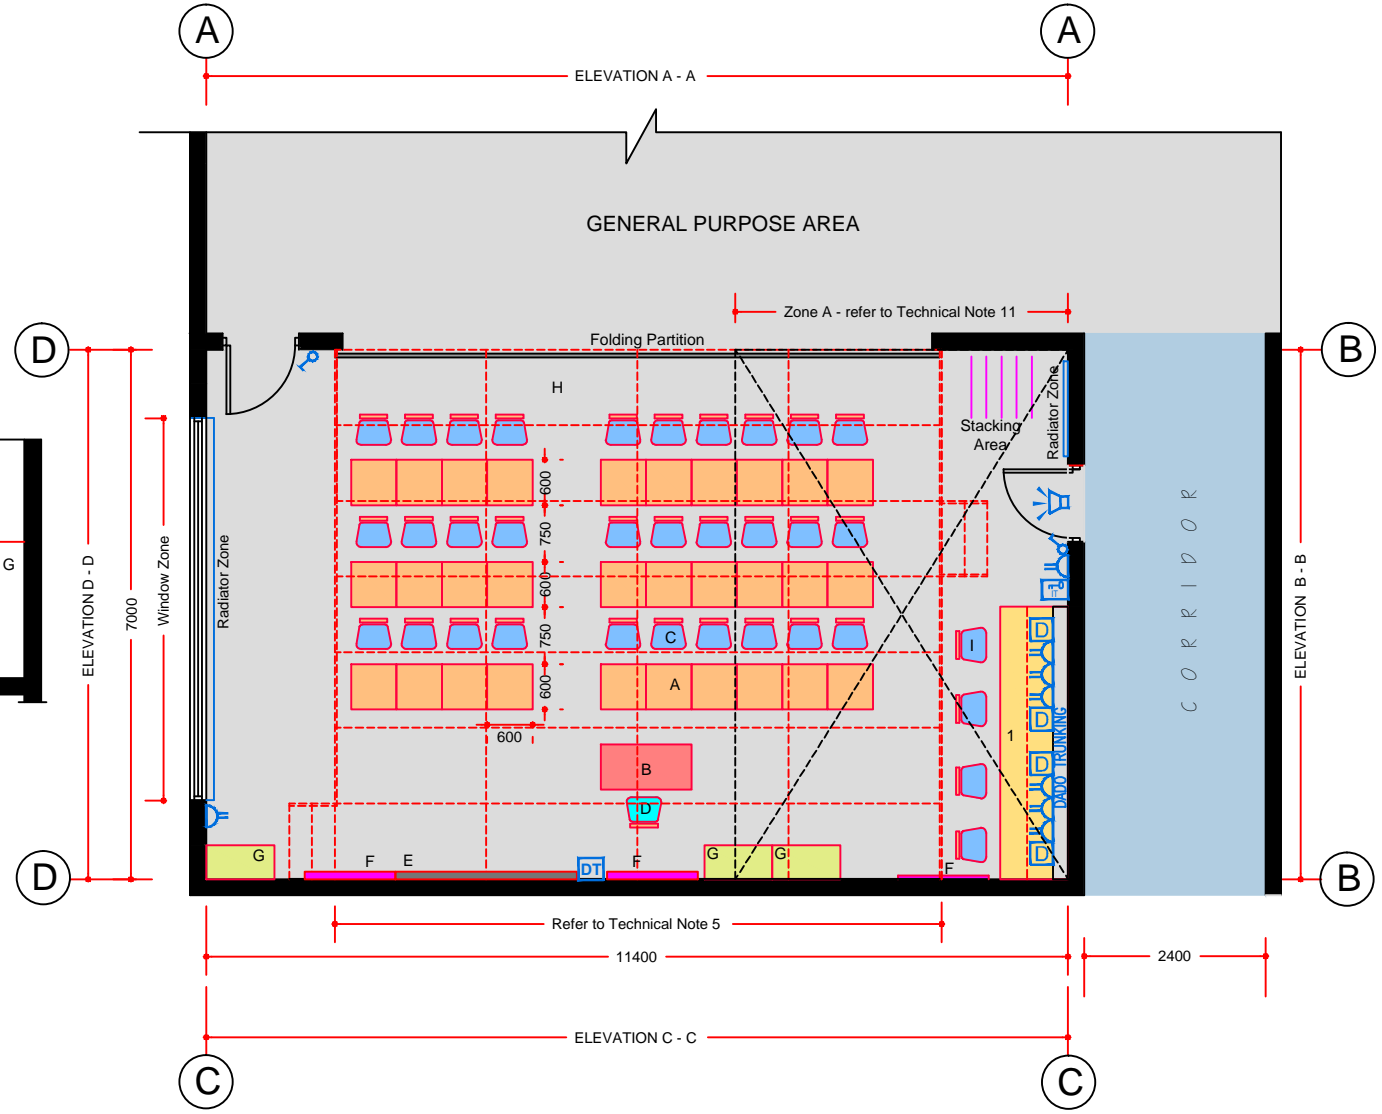 A
A
ELEVATION A - A
GENERAL PURPOSE AREA
Zone A - refer to Technical Note 11
Folding Partition
D
B
H
Stacking
Area
Radiator Zone
600
750
600
750
600
600
G
ELEVATION D - D
7000
Window Zone
Radiator Zone
C
A
I
1
IT
D
D
D
D
DADO TRUNKING
CORRIDOR
ELEVATION B - B
B
D
G
F
E
DT
F
G
G
F
D
B
Refer to Technical Note 5
11400
2400
ELEVATION C - C
C
C